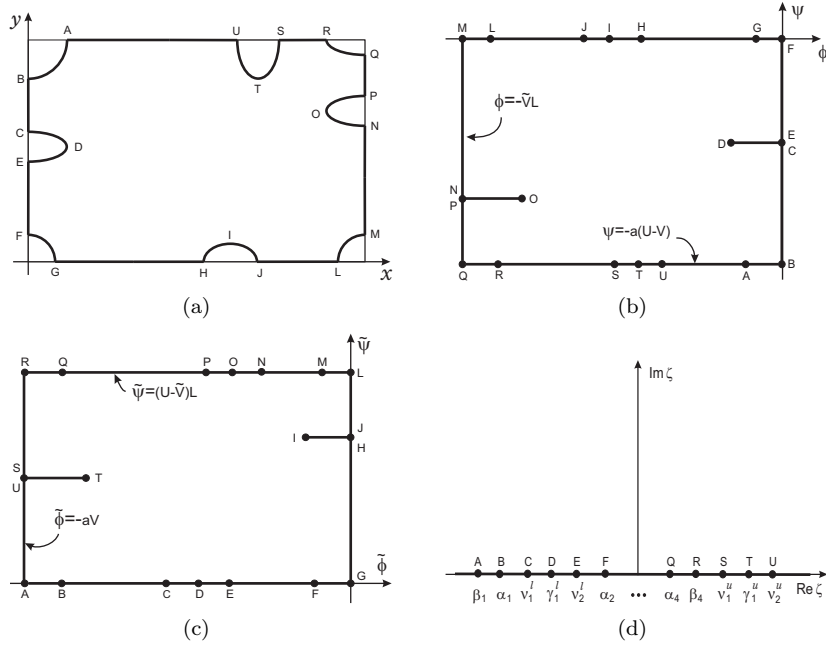 y
A
U
S
R
B
T
Q
P
O
N
C
D
E
F
I
M
G
H
J
L
x
(a)
ψ
M
L
J
I
H
G
F
ϕ
ϕ=-ṼL
D
E
C
N
P
O
ψ=-a(U-V)
Q
R
S
T
U
A
B
(b)
ψ̃
R
Q
P
O
N
M
L
ψ̃=(U-Ṽ)L
I
J
H
S
U
T
ϕ̃=-aV
ϕ̃
G
A
B
C
D
E
F
(c)
Im ζ
A B C D E F Q R S T U
β₁ α₁ ν₁ˡ γ₁ˡ ν₂ˡ α₂ ••• α₄ β₄ ν₁ᵘ γ₁ᵘ ν₂ᵘ Re ζ
(d)